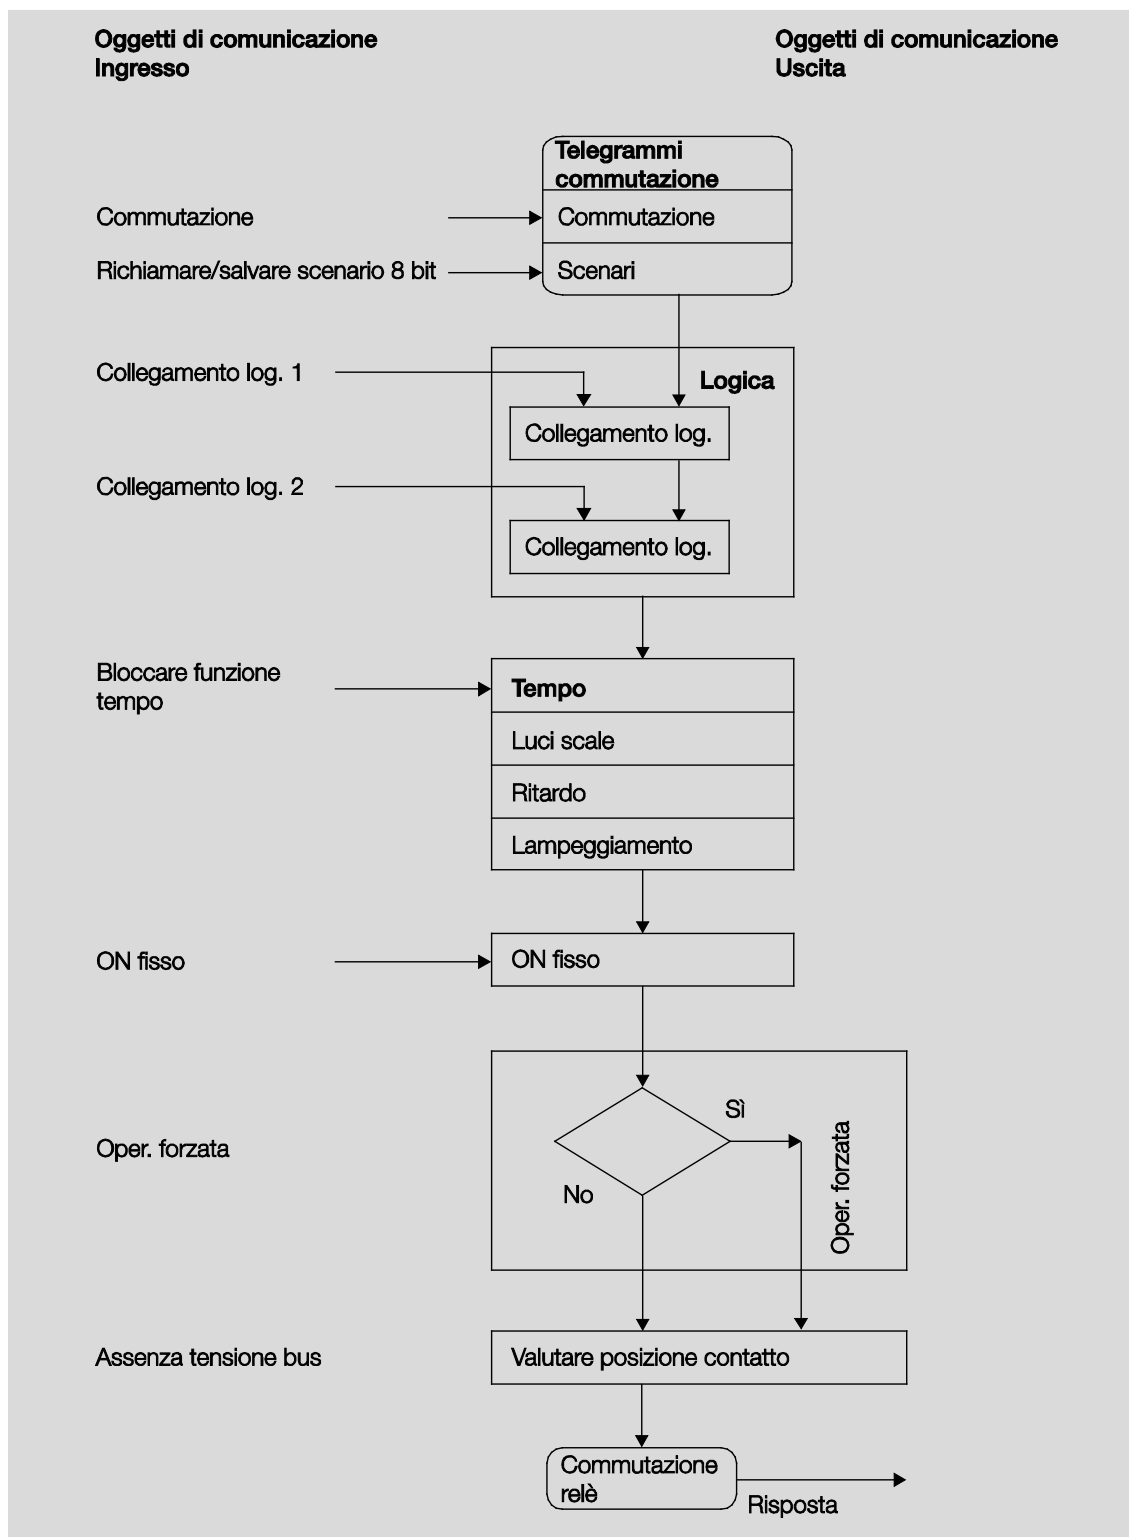 Oggetti di comunicazione
Ingresso
Oggetti di comunicazione
Uscita
Telegrammi
commutazione
Commutazione
Commutazione
Richiamare/salvare scenario 8 bit
Scenari
Collegamento log. 1
Logica
Collegamento log.
Collegamento log. 2
Collegamento log.
Bloccare funzione
tempo
Tempo
Luci scale
Ritardo
Lampeggiamento
ON fisso
ON fisso
Sì
Oper. forzata
No
Oper. forzata
Assenza tensione bus
Valutare posizione contatto
Commutazione
relè
Risposta